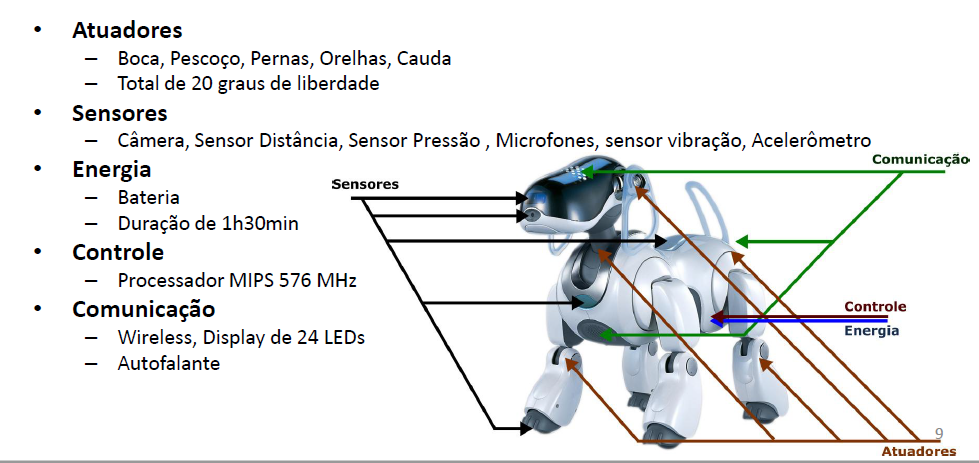 • Atuadores
– Boca, Pescoço, Pernas, Orelhas, Cauda
– Total de 20 graus de liberdade
• Sensores
– Câmera, Sensor Distância, Sensor Pressão , Microfones, sensor vibração, Acelerômetro
• Energia
– Bateria
– Duração de 1h30min
• Controle
– Processador MIPS 576 MHz
• Comunicação
– Wireless, Display de 24 LEDs
– Autofalante
Comunicação
Sensores
Controle
Energia
9
Atuadores